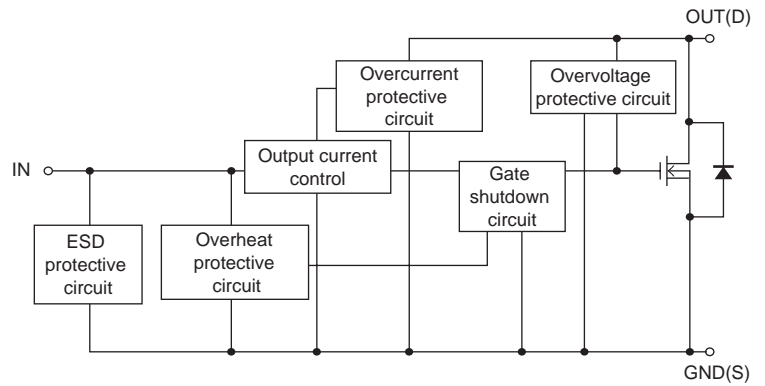 OUT(D)
Overcurrent
protective
circuit
Overvoltage
protective circuit
IN
Output current
control
Gate
shutdown
circuit
ESD
protective
circuit
Overheat
protective
circuit
GND(S)